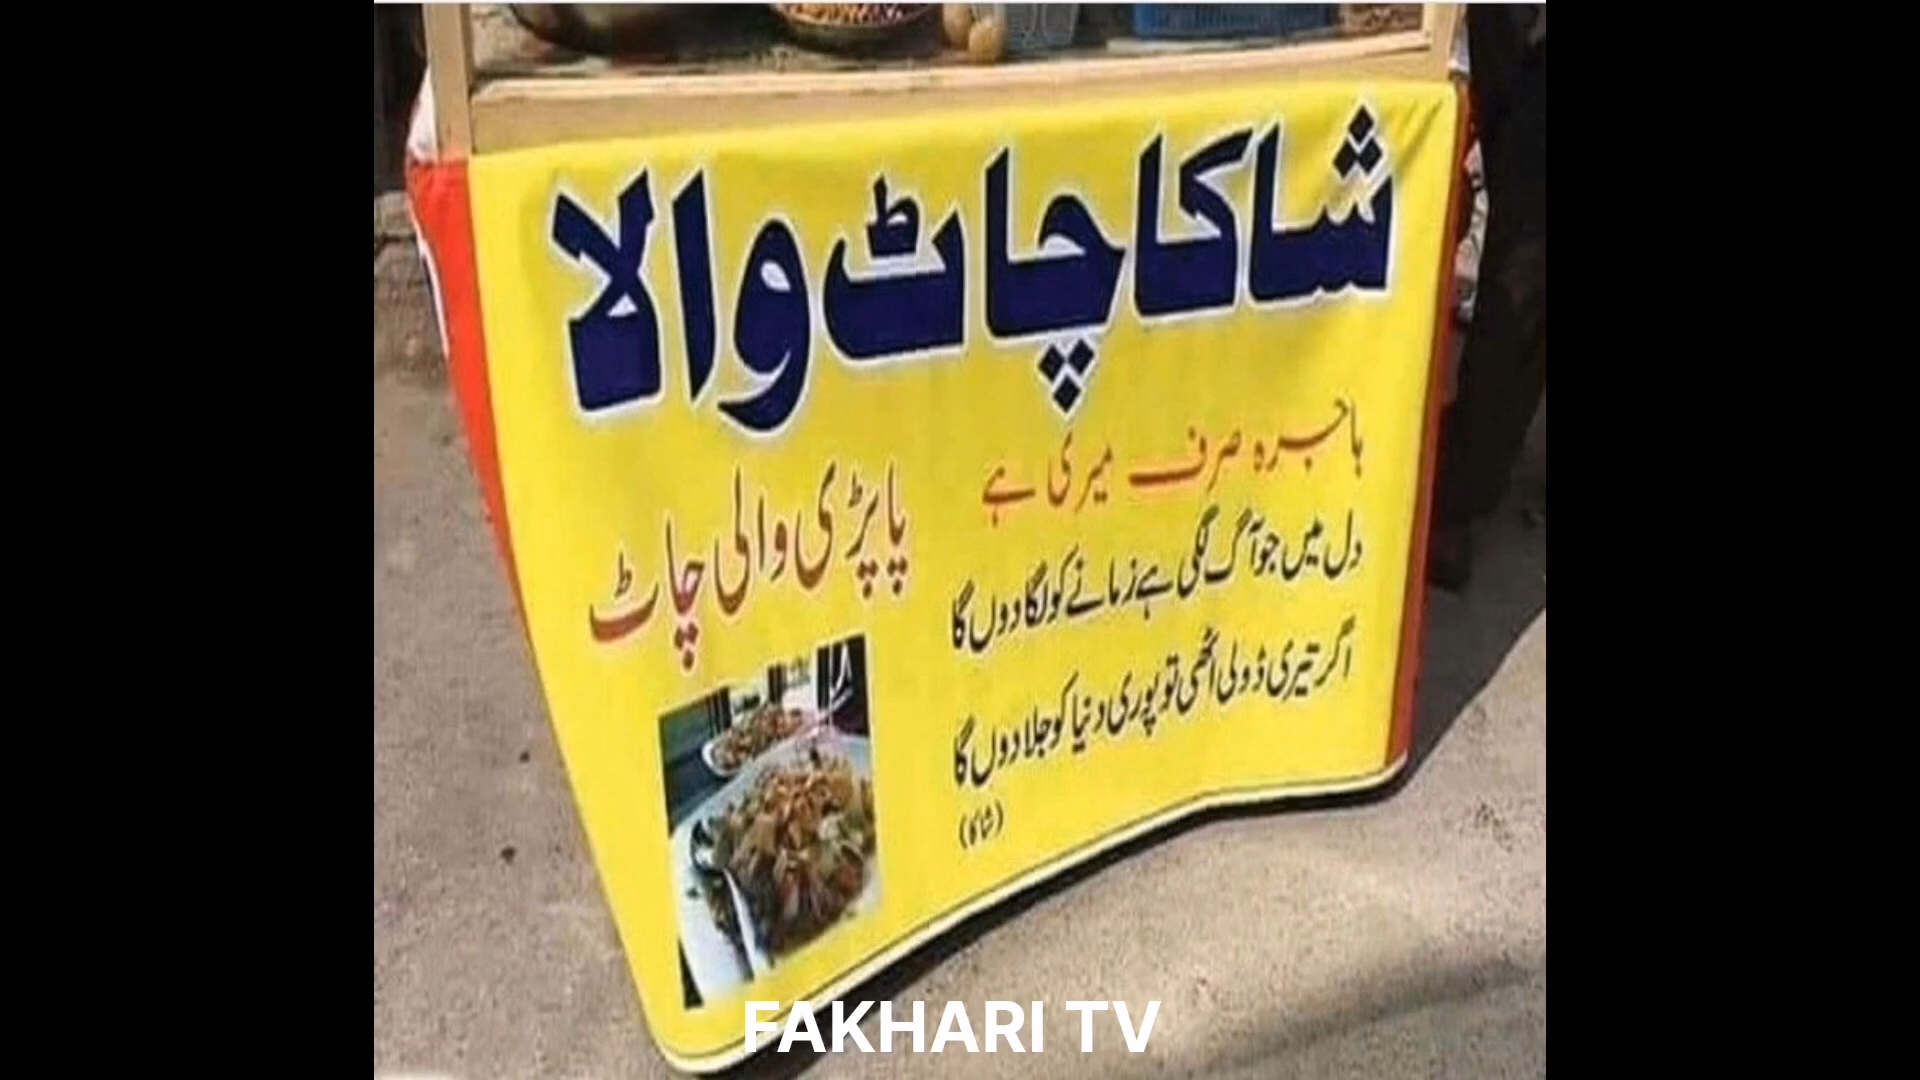 شاکا چاٹ والا
ہاجرہ صرف میری ہے
دل میں جو آگ لگی ہے زمانے کو لگا دوں گا
اگر تیری ڈولی اٹھی تو پوری دنیا کو جلا دوں گا
(شاکا)
پاپڑی والی چاٹ
FAKHARI TV